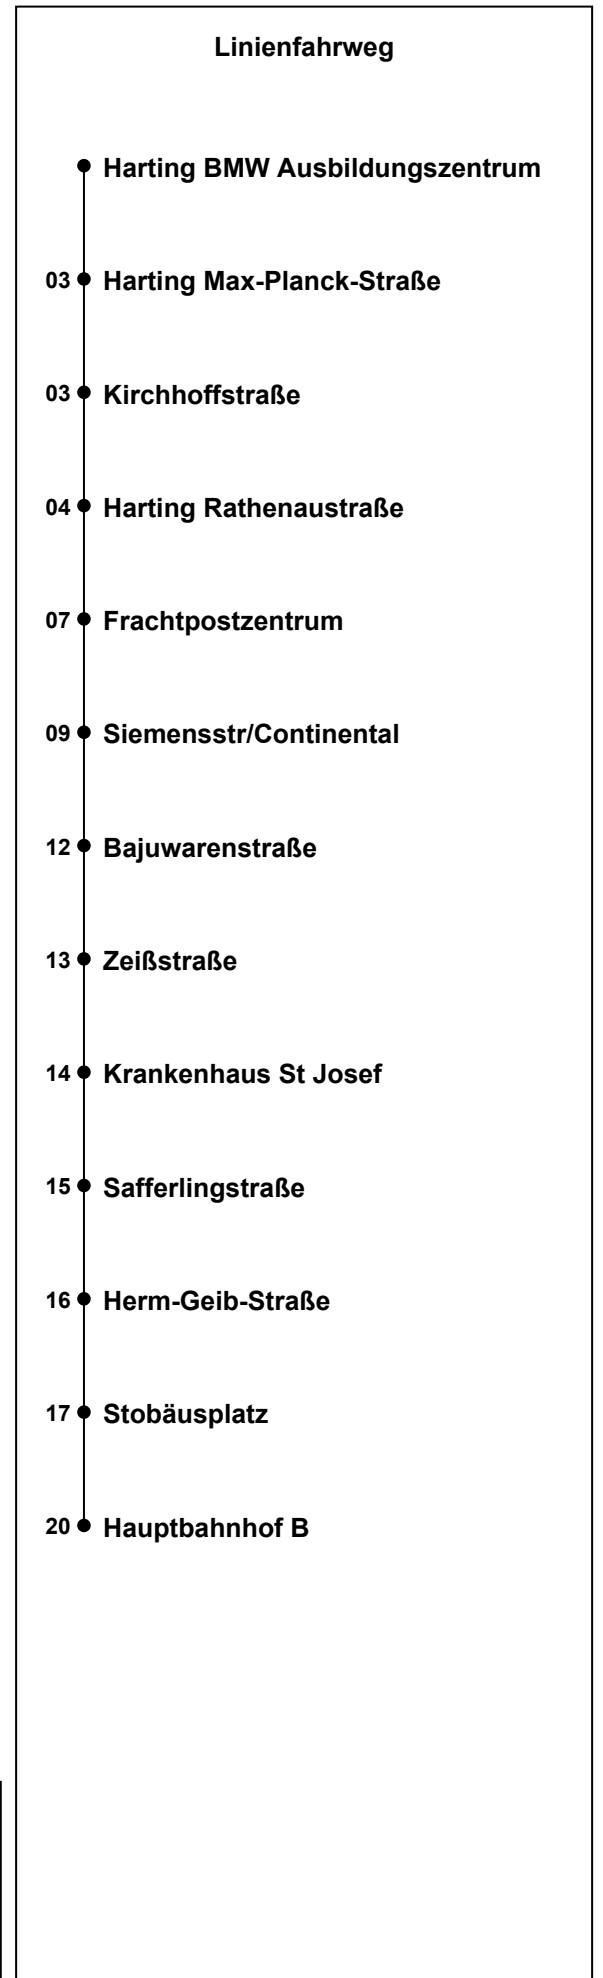 Linienfahrweg
Harting BMW Ausbildungszentrum
03 Harting Max-Planck-Straße
03 Kirchhoffstraße
04 Harting Rathenaustraße
07 Frachtpostzentrum
09 Siemensstr/Continental
12 Bajuwarenstraße
13 Zeißstraße
14 Krankenhaus St Josef
15 Safferlingstraße
16 Herm-Geib-Straße
17 Stobäusplatz
20 Hauptbahnhof B